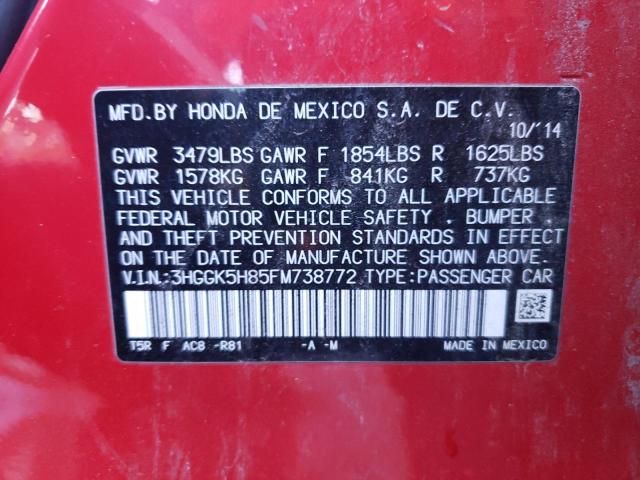 MFD.BY HONDA DE MEXICO S.A. DE C.V.
10/'14
GVWR 3479LBS GAWR F 1854LBS R 1625LBS
GVWR 1578KG GAWR F 841KG R 737KG
THIS VEHICLE CONFORMS TO ALL APPLICABLE
FEDERAL MOTOR VEHICLE SAFETY . BUMPER .
AND THEFT PREVENTION STANDARDS IN EFFECT
ON THE DATE OF MANUFACTURE SHOWN ABOVE.
V.I.N.:3HGGK5H85FM738772 TYPE:PASSENGER CAR
T5R F AC8 -R81 -A -M MADE IN MEXICO